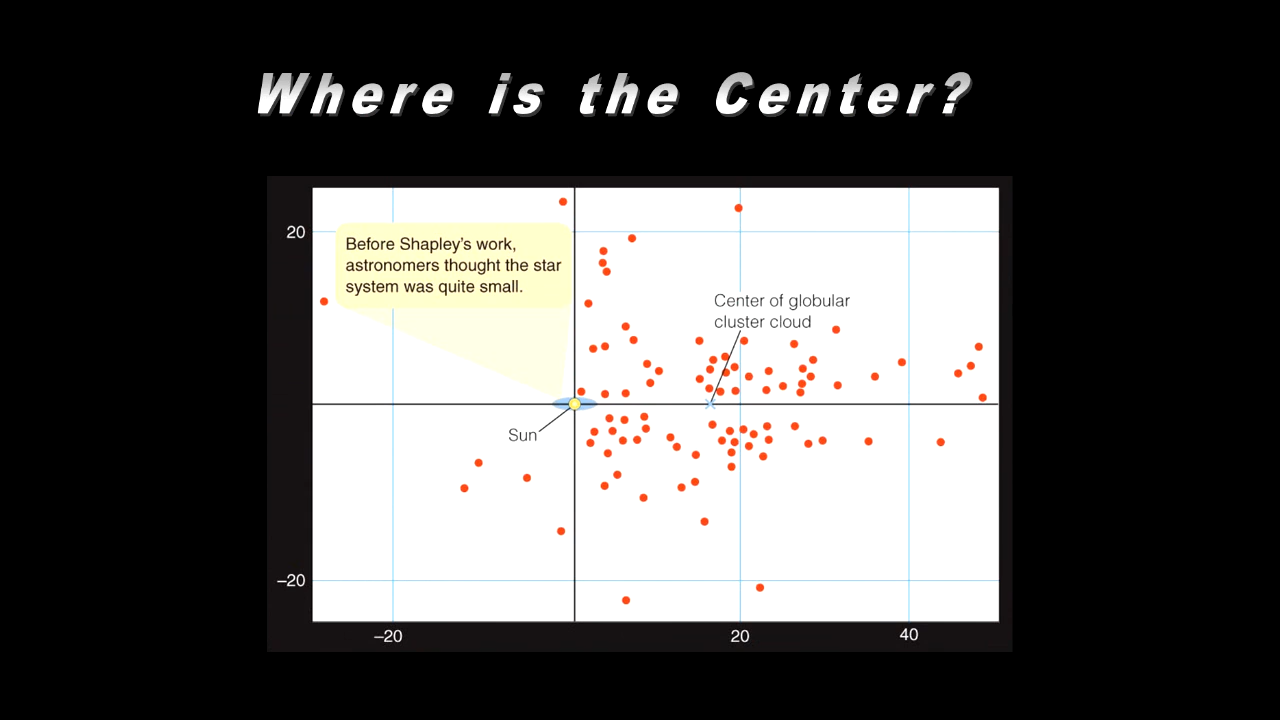 Where is the Center?
20
Before Shapley's work,
astronomers thought the star
system was quite small.
Center of globular
cluster cloud
Sun
–20
–20
20
40